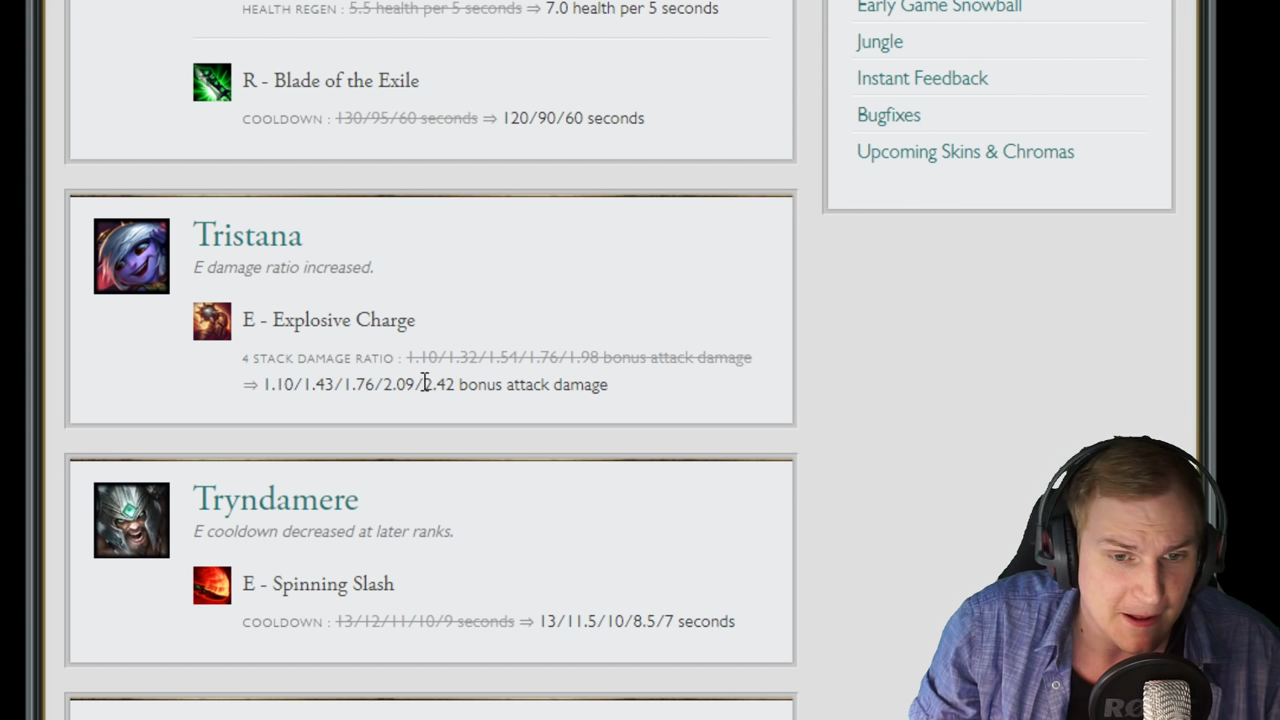 HEALTH REGEN : 5.5 health per 5 seconds ⇒ 7.0 health per 5 seconds
R - Blade of the Exile
COOLDOWN : 130/95/60 seconds ⇒ 120/90/60 seconds
Tristana
E damage ratio increased.
E - Explosive Charge
4 STACK DAMAGE RATIO : 1.10/1.32/1.54/1.76/1.98 bonus attack damage
⇒ 1.10/1.43/1.76/2.09/2.42 bonus attack damage
Tryndamere
E cooldown decreased at later ranks.
E - Spinning Slash
COOLDOWN : 13/12/11/10/9 seconds ⇒ 13/11.5/10/8.5/7 seconds
Early Game Snowball
Jungle
Instant Feedback
Bugfixes
Upcoming Skins & Chromas